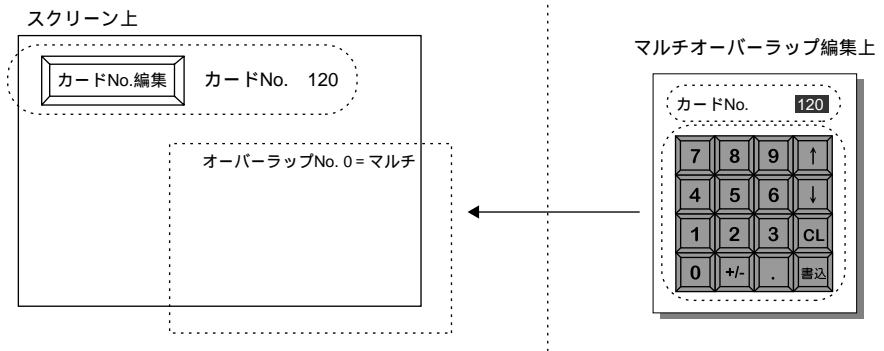 スクリーン上
カードNo.編集 カードNo. 120
オーバーラップNo. 0 = マルチ
マルチオーバーラップ編集上
カードNo. 120
7 8 9 ↑
4 5 6 ↓
1 2 3 CL
0 +/- . 書込